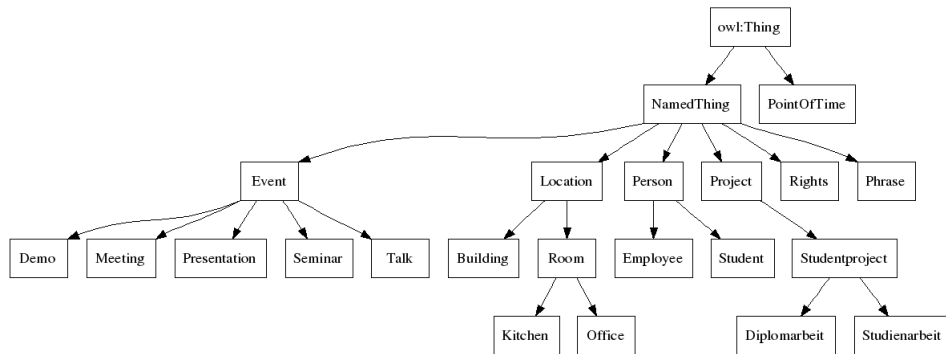 owl:Thing
NamedThing PointOfTime
Event Location Person Project Rights Phrase
Demo Meeting Presentation Seminar Talk Building Room Employee Student Studentproject
Kitchen Office Diplomarbeit Studienarbeit